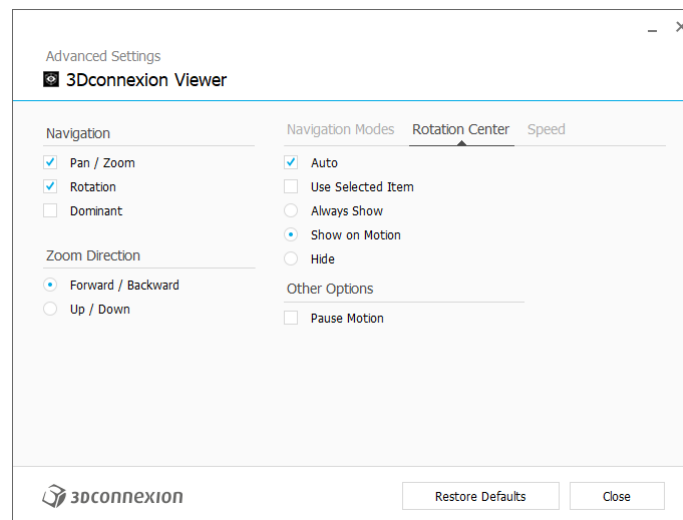 Advanced Settings
3Dconnexion Viewer
Navigation
Pan / Zoom
Rotation
Dominant
Zoom Direction
Forward / Backward
Up / Down
Navigation Modes Rotation Center Speed
Auto
Use Selected Item
Always Show
Show on Motion
Hide
Other Options
Pause Motion
3Dconnexion
Restore Defaults Close